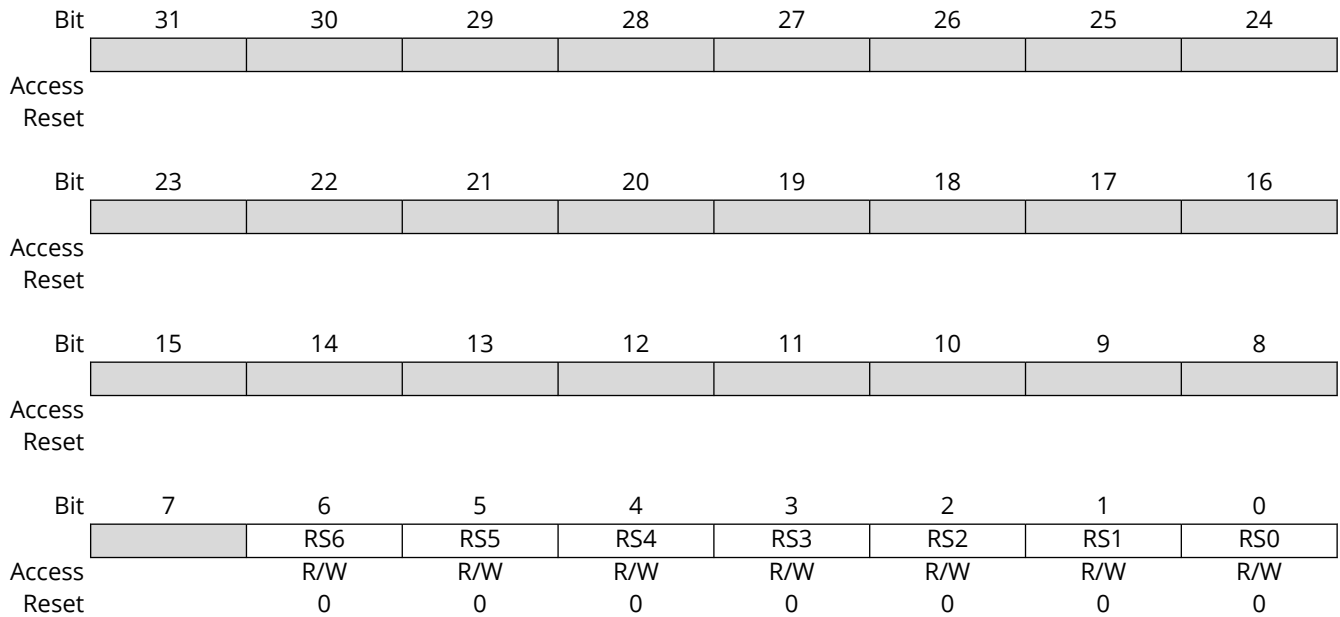 Bit 31 30 29 28 27 26 25 24
Access
Reset
Bit 23 22 21 20 19 18 17 16
Access
Reset
Bit 15 14 13 12 11 10 9 8
Access
Reset
Bit 7 6 5 4 3 2 1 0
RS6 RS5 RS4 RS3 RS2 RS1 RS0
Access R/W R/W R/W R/W R/W R/W R/W
Reset 0 0 0 0 0 0 0